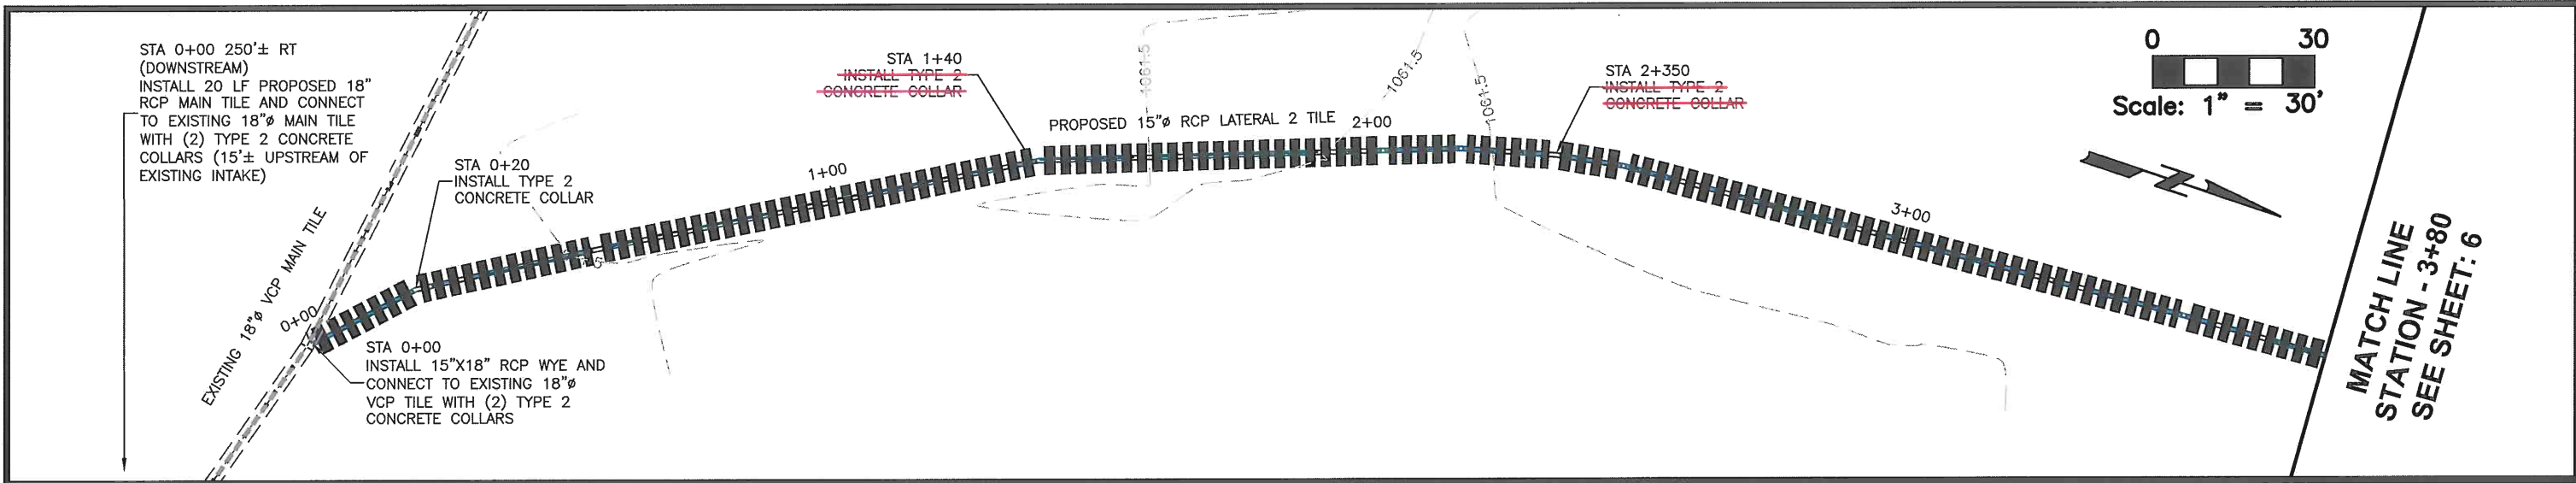 STA 0+00 250'± RT
(DOWNSTREAM)
INSTALL 20 LF PROPOSED 18"
RCP MAIN TILE AND CONNECT
TO EXISTING 18"ø MAIN TILE
WITH (2) TYPE 2 CONCRETE
COLLARS (15'± UPSTREAM OF
EXISTING INTAKE)
STA 0+20
INSTALL TYPE 2
CONCRETE COLLAR
EXISTING 18"ø VCP MAIN TILE
0+00
STA 0+00
INSTALL 15"X18" RCP WYE AND
CONNECT TO EXISTING 18"ø
VCP TILE WITH (2) TYPE 2
CONCRETE COLLARS
1+00
STA 1+40
INSTALL TYPE 2
CONCRETE COLLAR
1061.5
PROPOSED 15"ø RCP LATERAL 2 TILE
2+00
1061.5
1061.5
STA 2+350
INSTALL TYPE 2
CONCRETE COLLAR
3+00
0 30
Scale: 1" = 30'
MATCH LINE
STATION - 3+80
SEE SHEET: 6